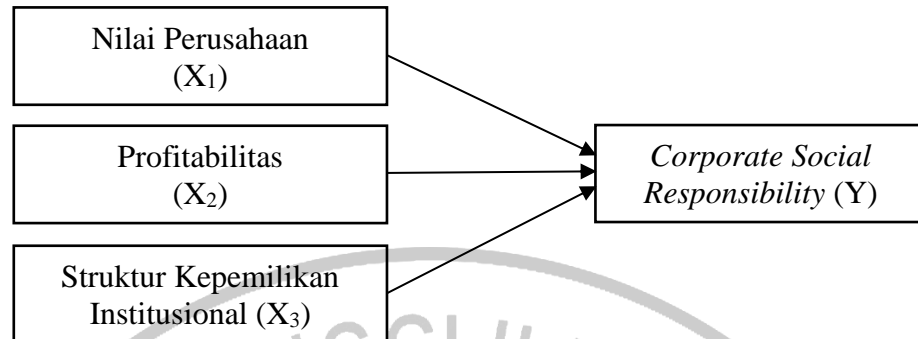 Nilai Perusahaan
(X₁)
Profitabilitas
(X₂)
Corporate Social
Responsibility (Y)
Struktur Kepemilikan
Institusional (X₃)